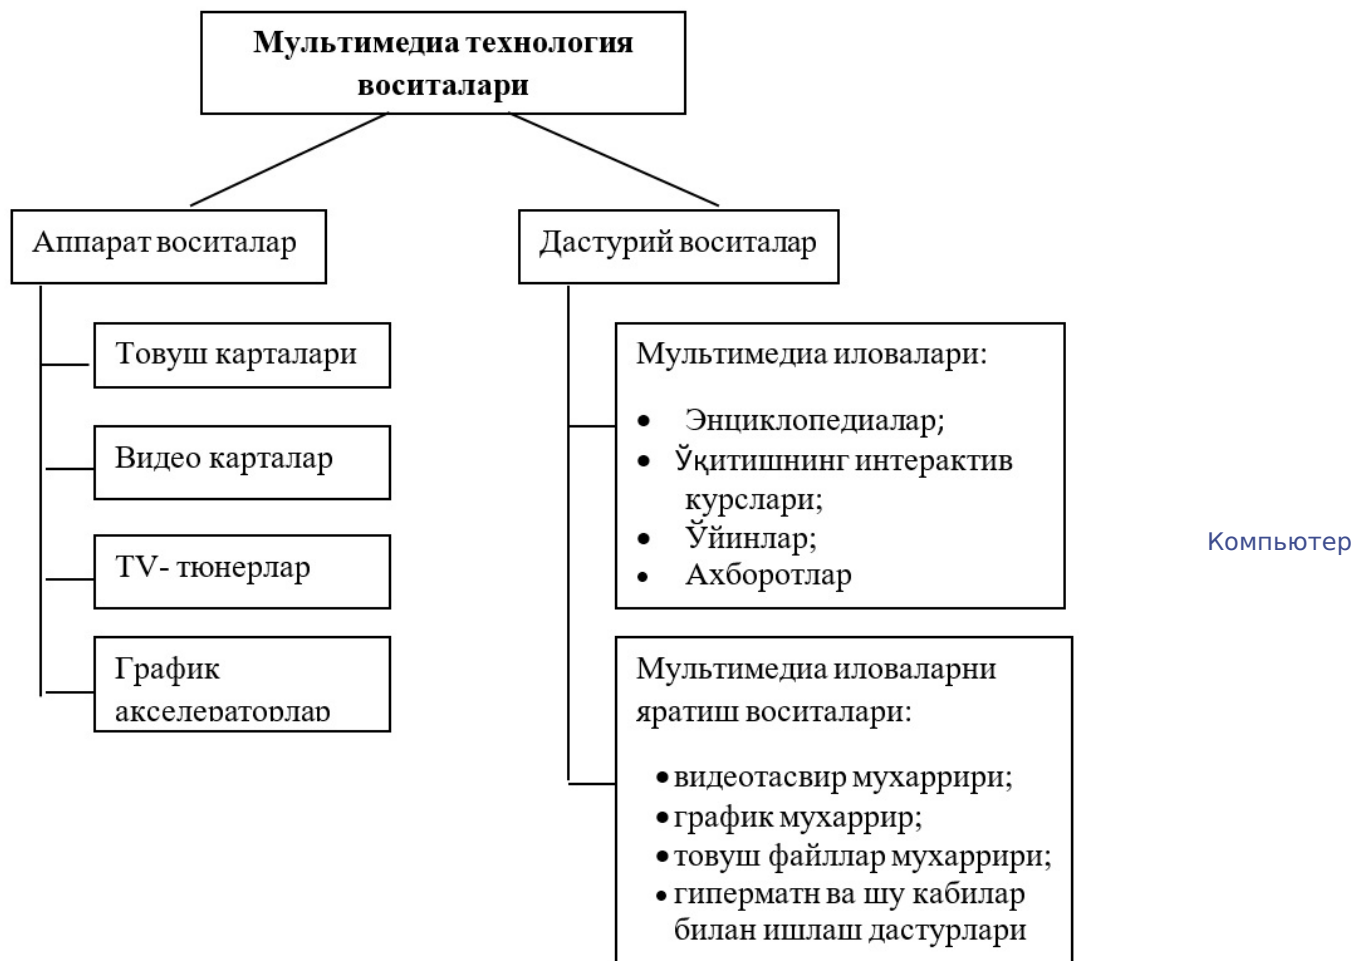 Мультимедиа технология
воситалари
Аппарат воситалар
Дастурий воситалар
Товуш карталари
Видео карталар
TV- тюнерлар
График
акселераторлар
Мультимедиа иловалари:
• Энциклопедиалар;
• Ўқитишнинг интерактив
курслари;
• Ўйинлар;
• Ахборотлар
Мультимедиа иловаларни
яратиш воситалари:
• видеотасвир мухаррири;
• график мухаррир;
• товуш файллар мухаррири;
• гиперматн ва шу кабилар
билан ишлаш дастурлари
Компьютер